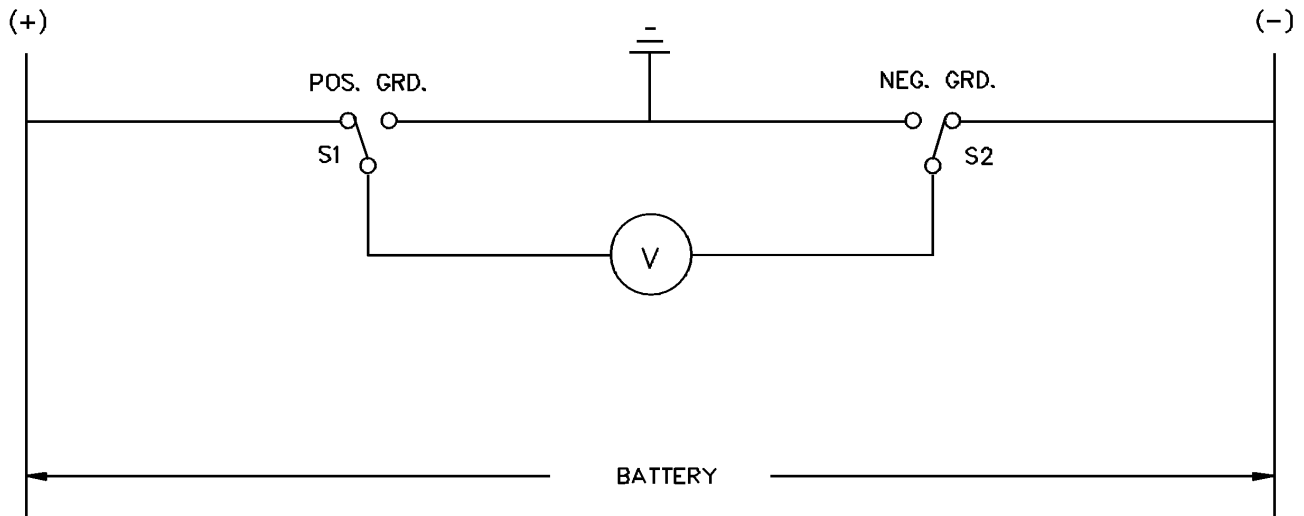 (+)
(-)
POS. GRD.
NEG. GRD.
S1
S2
V
BATTERY